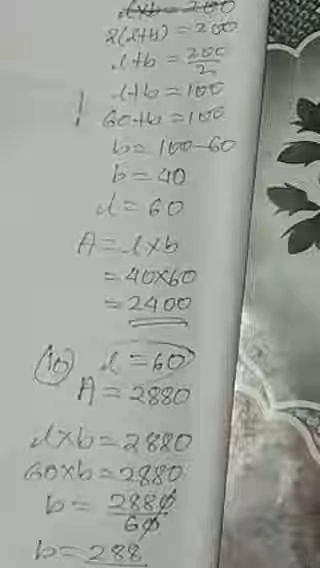 l×b = 200
2(l+b) = 200
l+b = 200/2
l+b = 100
60+b = 100
b = 100-60
b = 40
l = 60
A = l×b
= 40×60
= 2400
10) l = 60
A = 2880
l×b = 2880
60×b = 2880
b = 2880/60
b = 288